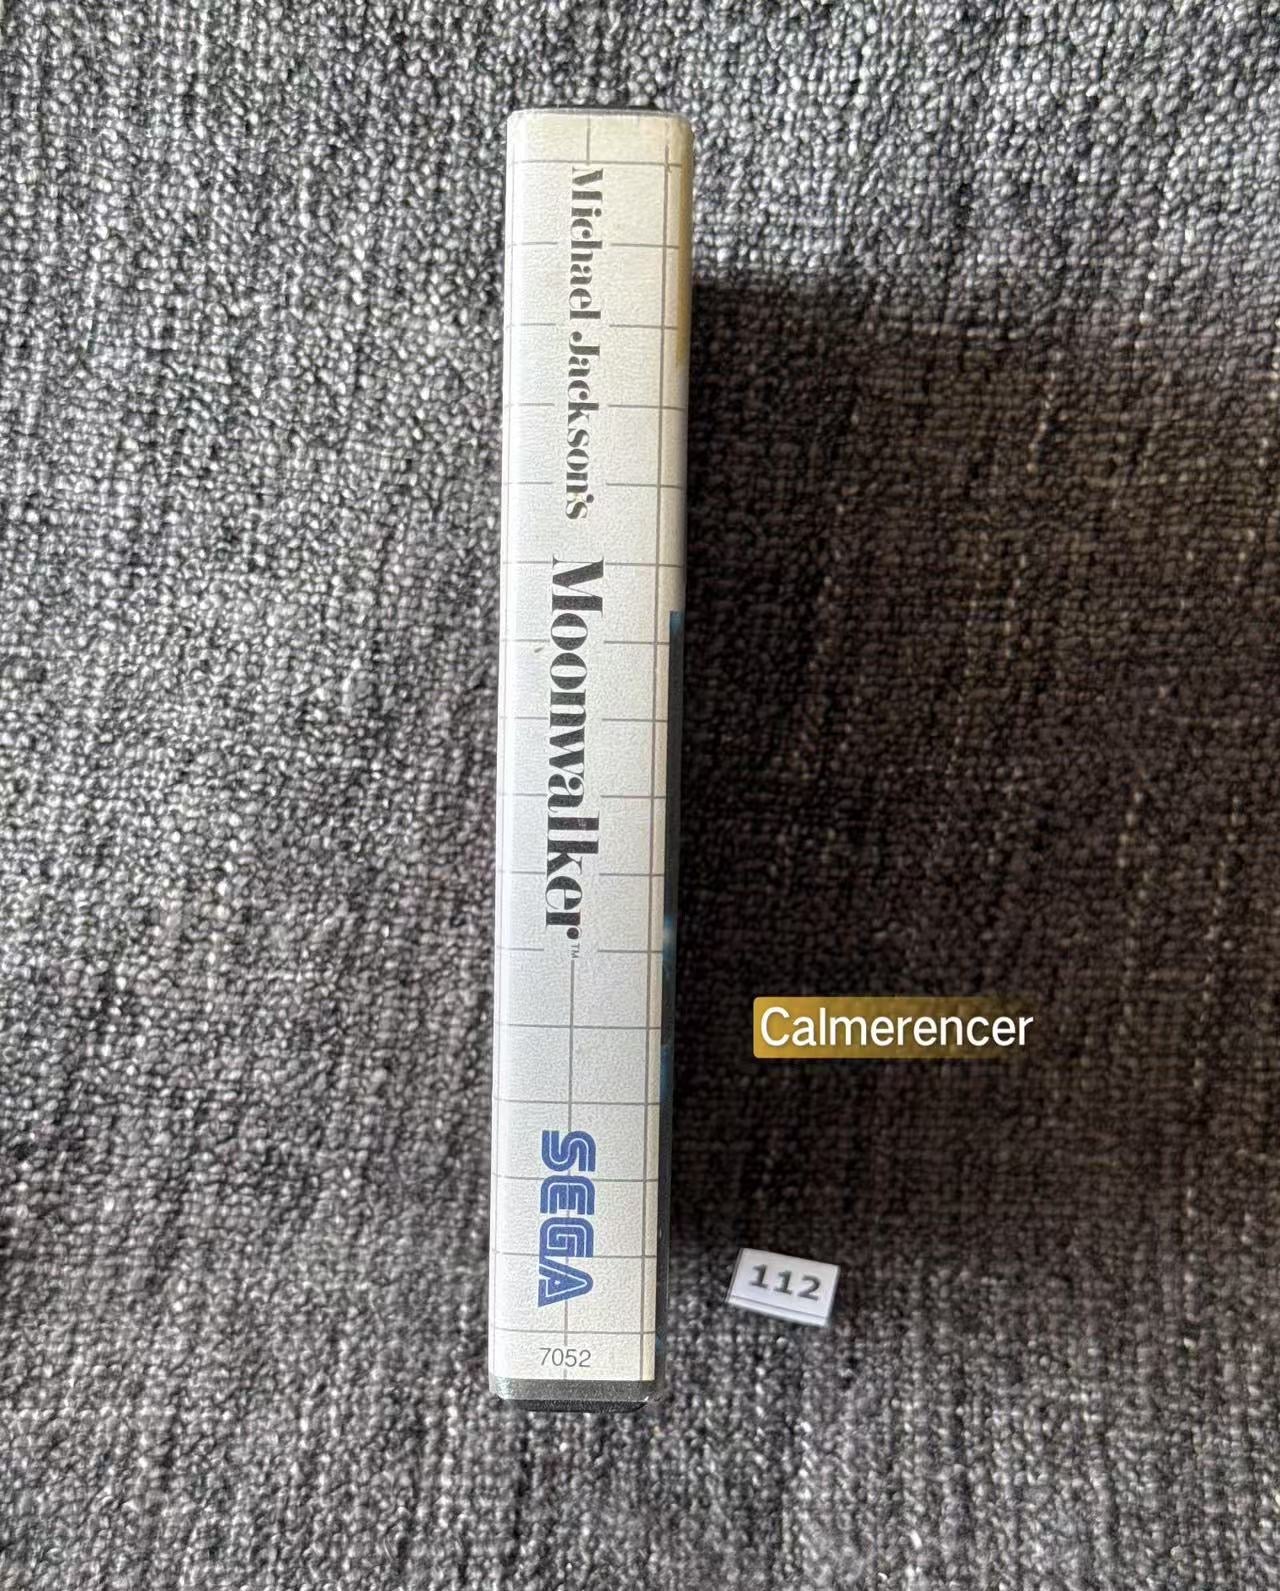 Michael Jackson's Moonwalker™
SEGA
7052
Calmerencer
112